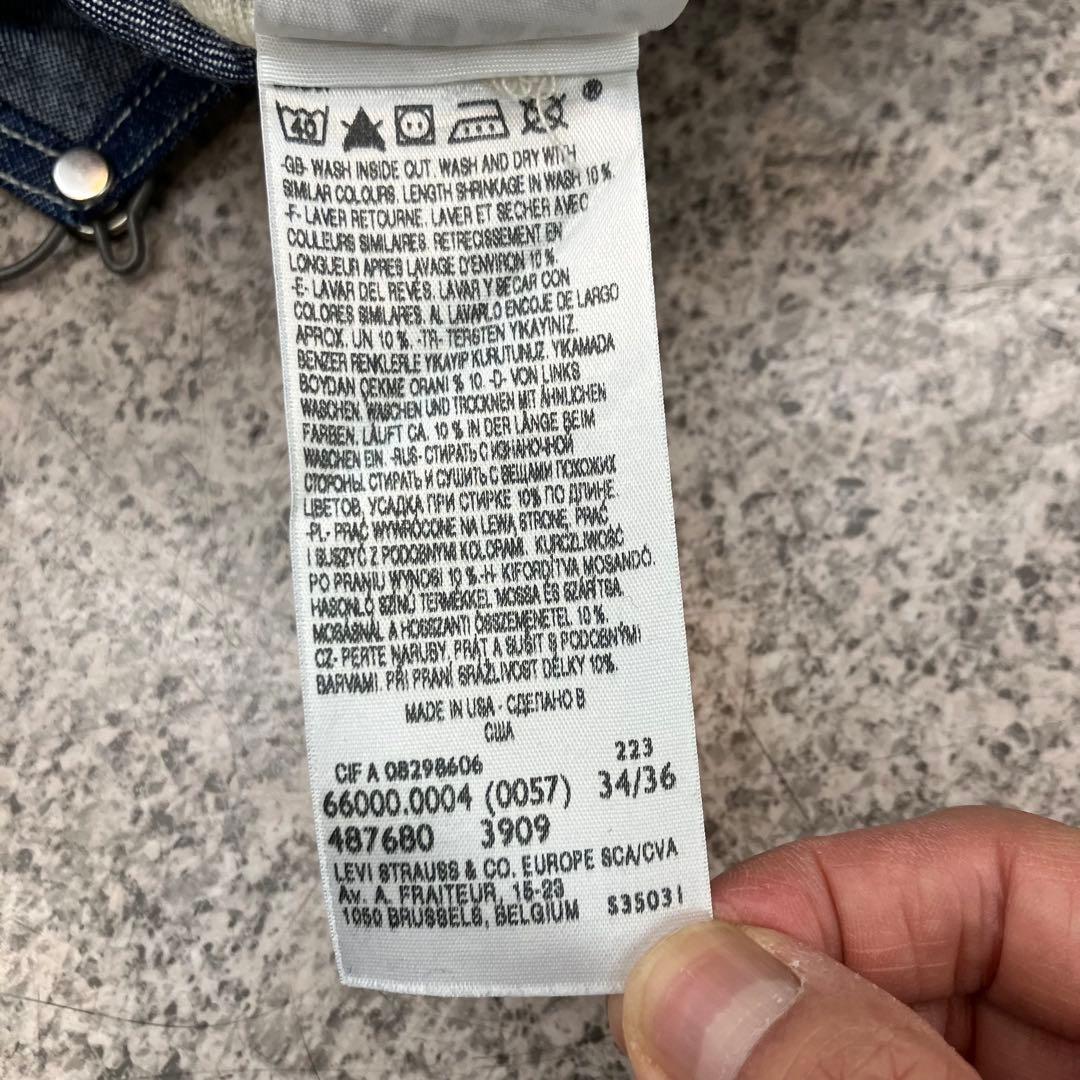 40
®
-GB- WASH INSIDE OUT. WASH AND DRY WITH
SIMILAR COLOURS. LENGTH SHRINKAGE IN WASH 10 %.
-F- LAVER RETOURNE. LAVER ET SECHER AVEC
COULEURS SIMILAIRES. RETRECISSEMENT EN
LONGUEUR APRES LAVAGE D'ENVIRON 10 %.
-E- LAVAR DEL REVÉS. LAVAR Y SECAR CON
COLORES SIMILARES. AL LAVARLO ENCOJE DE LARGO
APROX. UN 10 %. -TR- TERSTEN YIKAYINIZ.
BENZER RENKLERLE YIKAYIP KURUTUNUZ. YIKAMADA
BOYDAN ÇEKME ORANI % 10. -D- VON LINKS
WASCHEN. WASCHEN UND TROCKNEN MIT ÄHNLICHEN
FARBEN. LÄUFT CA. 10 % IN DER LÄNGE BEIM
WASCHEN EIN. -RUS- СТИРАТЬ С ИЗНАНОЧНОЙ
СТОРОНЫ. СТИРАТЬ И СУШИТЬ С ВЕЩАМИ ПОХОЖИХ
ЦВЕТОВ. УСАДКА ПРИ СТИРКЕ 10% ПО ДЛИНЕ.
-PL- PRAĆ WYWRÓCONE NA LEWĄ STRONĘ, PRAĆ
I SUSZYĆ Z PODOBNYMI KOLORAMI. KURCZLIWOŚĆ
PO PRANIU WYNOSI 10 %.-H- KIFORDÍTVA MOSANDÓ.
HASONLÓ SZÍNÛ TERMÉKKEL MOSSA ÉS SZÁRÍTSA.
MOSÁSNÁL A HOSSZANTI ÖSSZEMENETEL 10 %.
CZ- PERTE NARUBY. PRÁT A SUŠIT S PODOBNÝMI
BARVAMI. PŘI PRANÍ SRÁŽLIVOST DÉLKY 10%.
MADE IN USA - СДЕЛАНО В
США
CIF A 08298606 223
66000.0004 (0057) 34/36
487680 3909
LEVI STRAUSS & CO. EUROPE SCA/CVA
Av. A. FRAITEUR, 15-23
1050 BRUSSELS, BELGIUM S35031